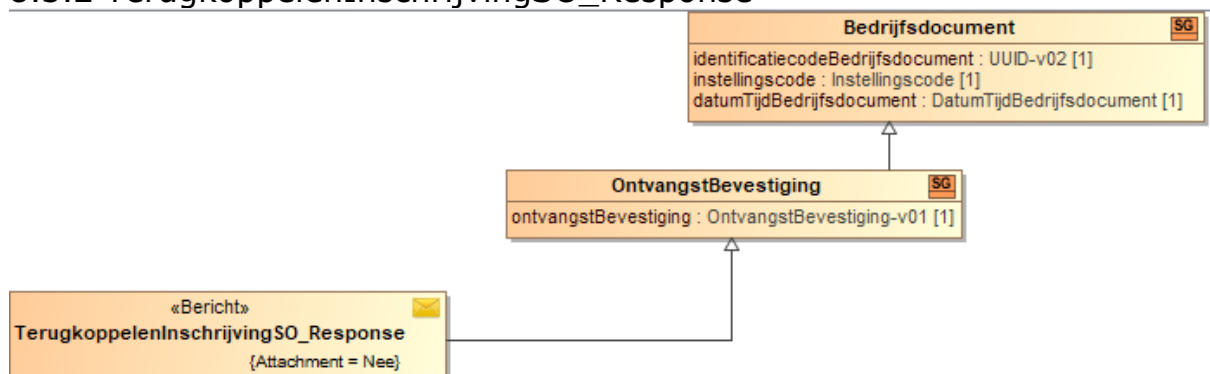 TerugkoppelenInschrijvingSO_Response
Bedrijfsdocument
SG
identificatiecodeBedrijfsdocument : UUID-v02 [1]
instellingscode : Instellingscode [1]
datumTijdBedrijfsdocument : DatumTijdBedrijfsdocument [1]
OntvangstBevestiging
SG
ontvangstBevestiging : OntvangstBevestiging-v01 [1]
«Bericht»
TerugkoppelenInschrijvingSO_Response
{Attachment = Nee}